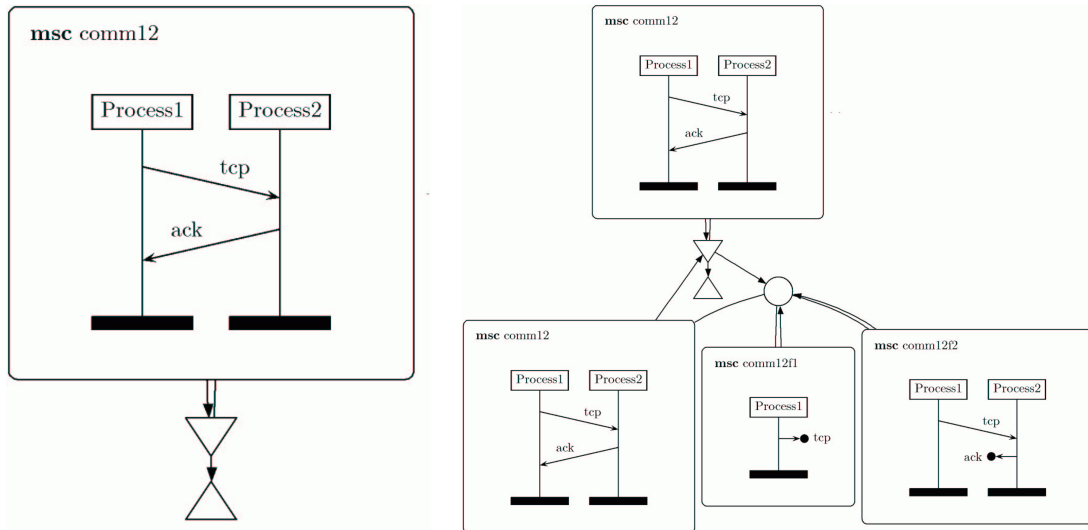 msc comm12
Process1 Process2
tcp
ack
msc comm12
Process1 Process2
tcp
ack
msc comm12
Process1 Process2
tcp
ack
msc comm12f1
Process1
tcp
msc comm12f2
Process1 Process2
tcp
ack